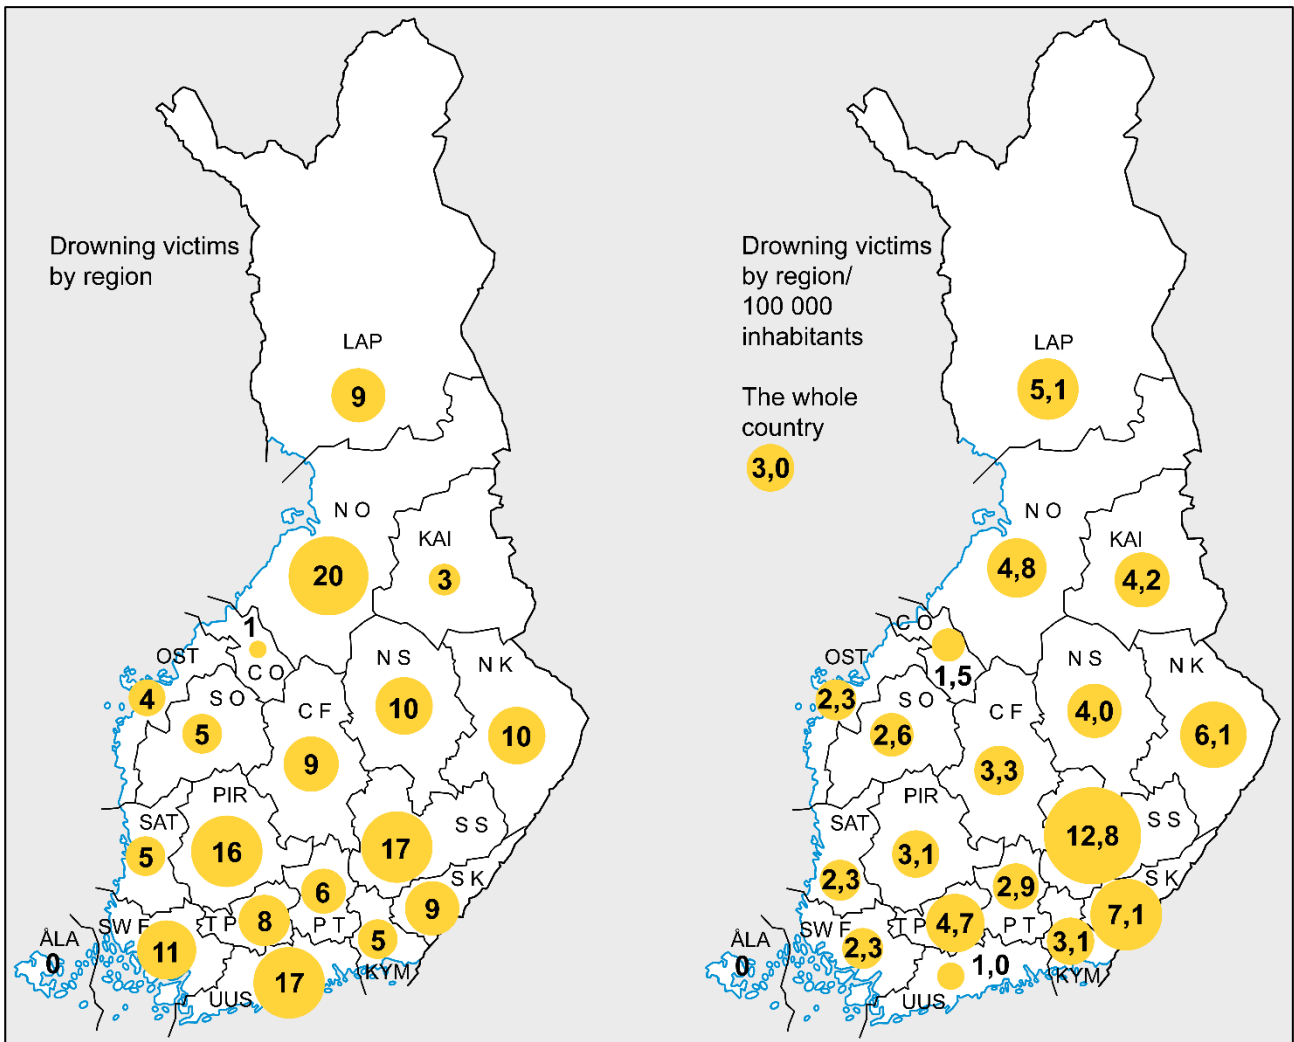 Drowning victims
by region
LAP
9
N O
KAI
20
3
1
C O
OST
4
S O
5
C F
9
N S
10
N K
10
PIR
16
SAT
5
S S
17
S K
9
6
P T
T P
8
5
KYM
SW F
11
ÅLA
0
UUS
17
Drowning victims
by region/
100 000
inhabitants
The whole
country
3,0
LAP
5,1
N O
KAI
4,8
4,2
C O
1,5
OST
2,3
S O
2,6
C F
3,3
N S
4,0
N K
6,1
PIR
3,1
SAT
2,3
S S
12,8
S K
7,1
2,9
P T
T P
4,7
3,1
KYM
SW F
2,3
ÅLA
0
1,0
UUS